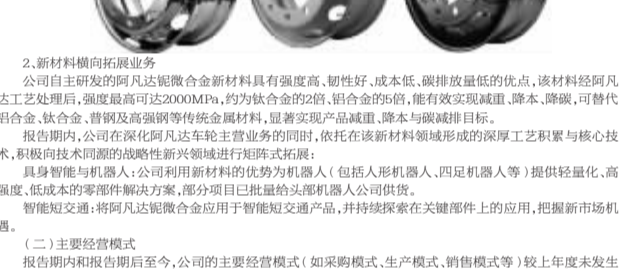 2、新材料横向拓展业务
公司自主研发的阿凡达铌微合金新材料具有强度高、韧性好、成本低、碳排放量低的优点，该材料经阿凡
达工艺处理后，强度最高可达2000MPa，约为钛合金的2倍、铝合金的5倍，能有效实现减重、降本、降碳，可替代
铝合金、钛合金、普钢及高强钢等传统金属材料，显著实现产品减重、降本与碳减排目标。
报告期内，公司在深化阿凡达车轮主营业务的同时，依托在该新材料领域形成的深厚工艺积累与核心技
术，积极向技术同源的战略性新兴领域进行矩阵式拓展：
具身智能与机器人：公司利用新材料的优势为机器人（包括人形机器人、四足机器人等）提供轻量化、高
强度、低成本的零部件解决方案，部分项目已批量给头部机器人公司供货。
智能短交通：将阿凡达铌微合金应用于智能短交通产品，并持续探索在关键部件上的应用，把握新市场机
遇。
（二）主要经营模式
报告期内和报告期后至今，公司的主要经营模式（如采购模式、生产模式、销售模式等）较上年度未发生